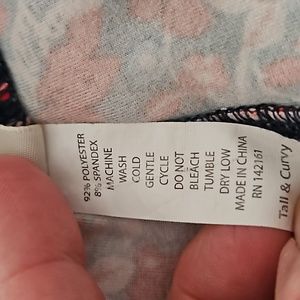 92% POLYESTER
8% SPANDEX
MACHINE
WASH
COLD
GENTLE
CYCLE
DO NOT
BLEACH
TUMBLE
DRY LOW
MADE IN CHINA
RN 142161
Tall & Curvy